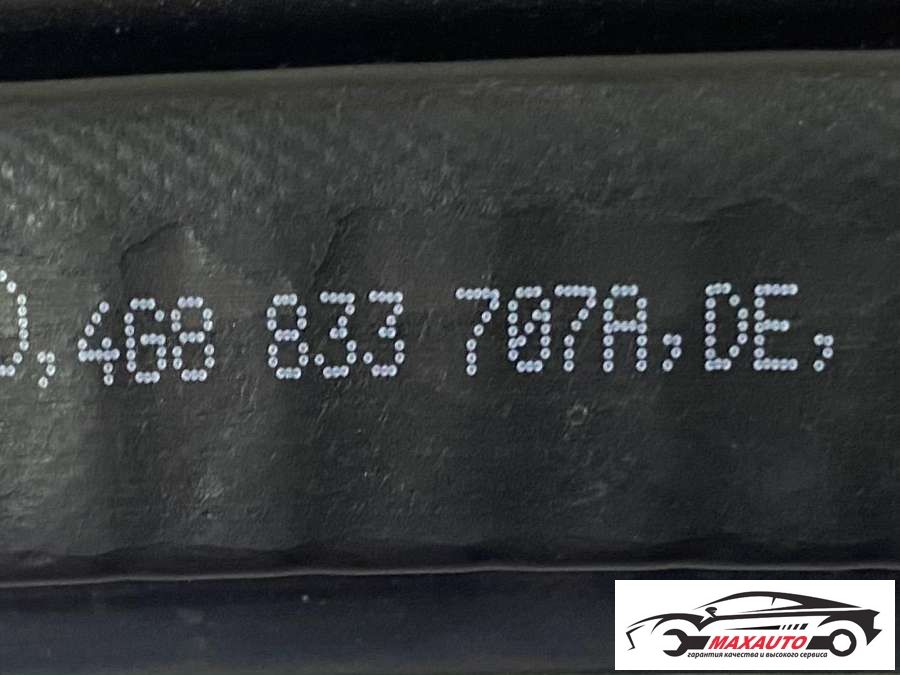 ,4G8 833 707A,DE,
MAXAUTO
гарантия качества и высокого сервиса